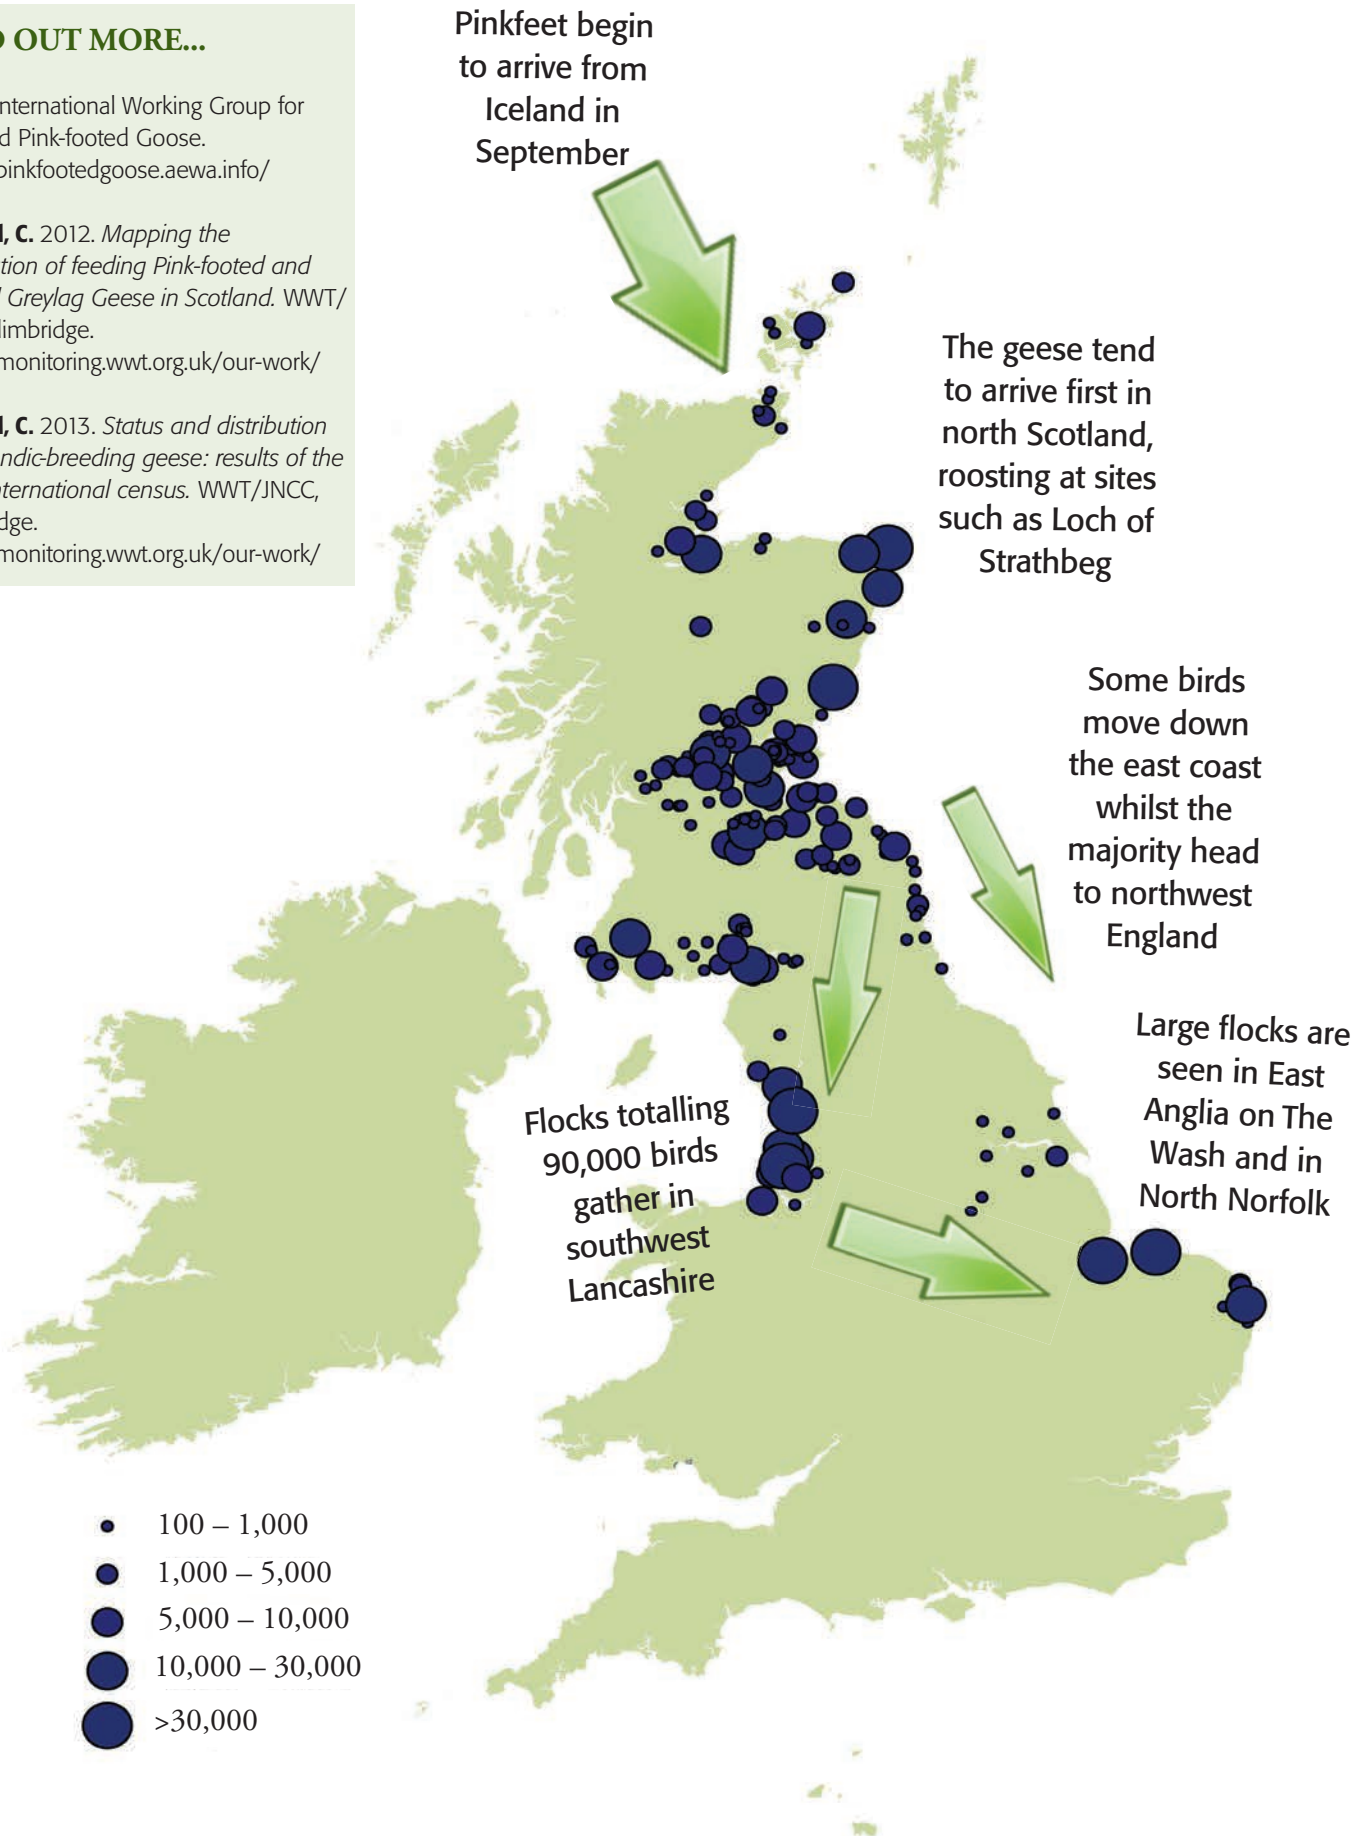 OUT MORE...
nternational Working Group for
d Pink-footed Goose.
pinkfootedgoose.aewa.info/
, C. 2012. Mapping the
tion of feeding Pink-footed and
Greylag Geese in Scotland. WWT/
limbridge.
monitoring.wwt.org.uk/our-work/
, C. 2013. Status and distribution
ndic-breeding geese: results of the
nternational census. WWT/JNCC,
dge.
monitoring.wwt.org.uk/our-work/
Pinkfeet begin
to arrive from
Iceland in
September
The geese tend
to arrive first in
north Scotland,
roosting at sites
such as Loch of
Strathbeg
Some birds
move down
the east coast
whilst the
majority head
to northwest
England
Large flocks are
seen in East
Anglia on The
Wash and in
North Norfolk
Flocks totalling
90,000 birds
gather in
southwest
Lancashire
100 – 1,000
1,000 – 5,000
5,000 – 10,000
10,000 – 30,000
>30,000